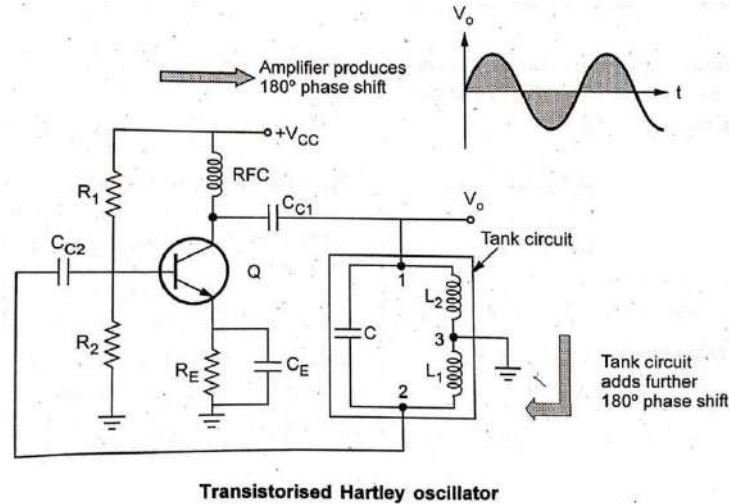 V₀
Amplifier produces
180° phase shift
t
+V_CC
RFC
R₁
C_C1
V₀
C_C2
Tank circuit
Q
1
L₂
C
3
R₂
L₁
R_E
C_E
2
Tank circuit
adds further
180° phase shift
Transistorised Hartley oscillator